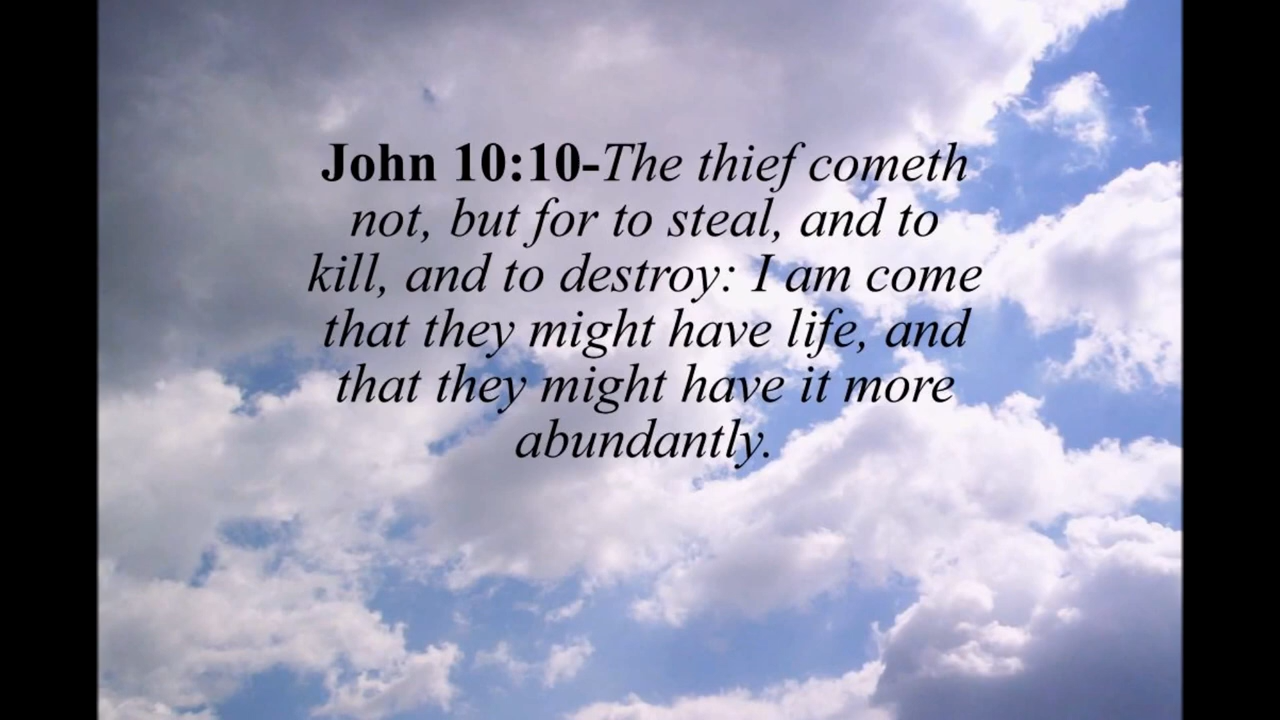 John 10:10-The thief cometh
not, but for to steal, and to
kill, and to destroy: I am come
that they might have life, and
that they might have it more
abundantly.